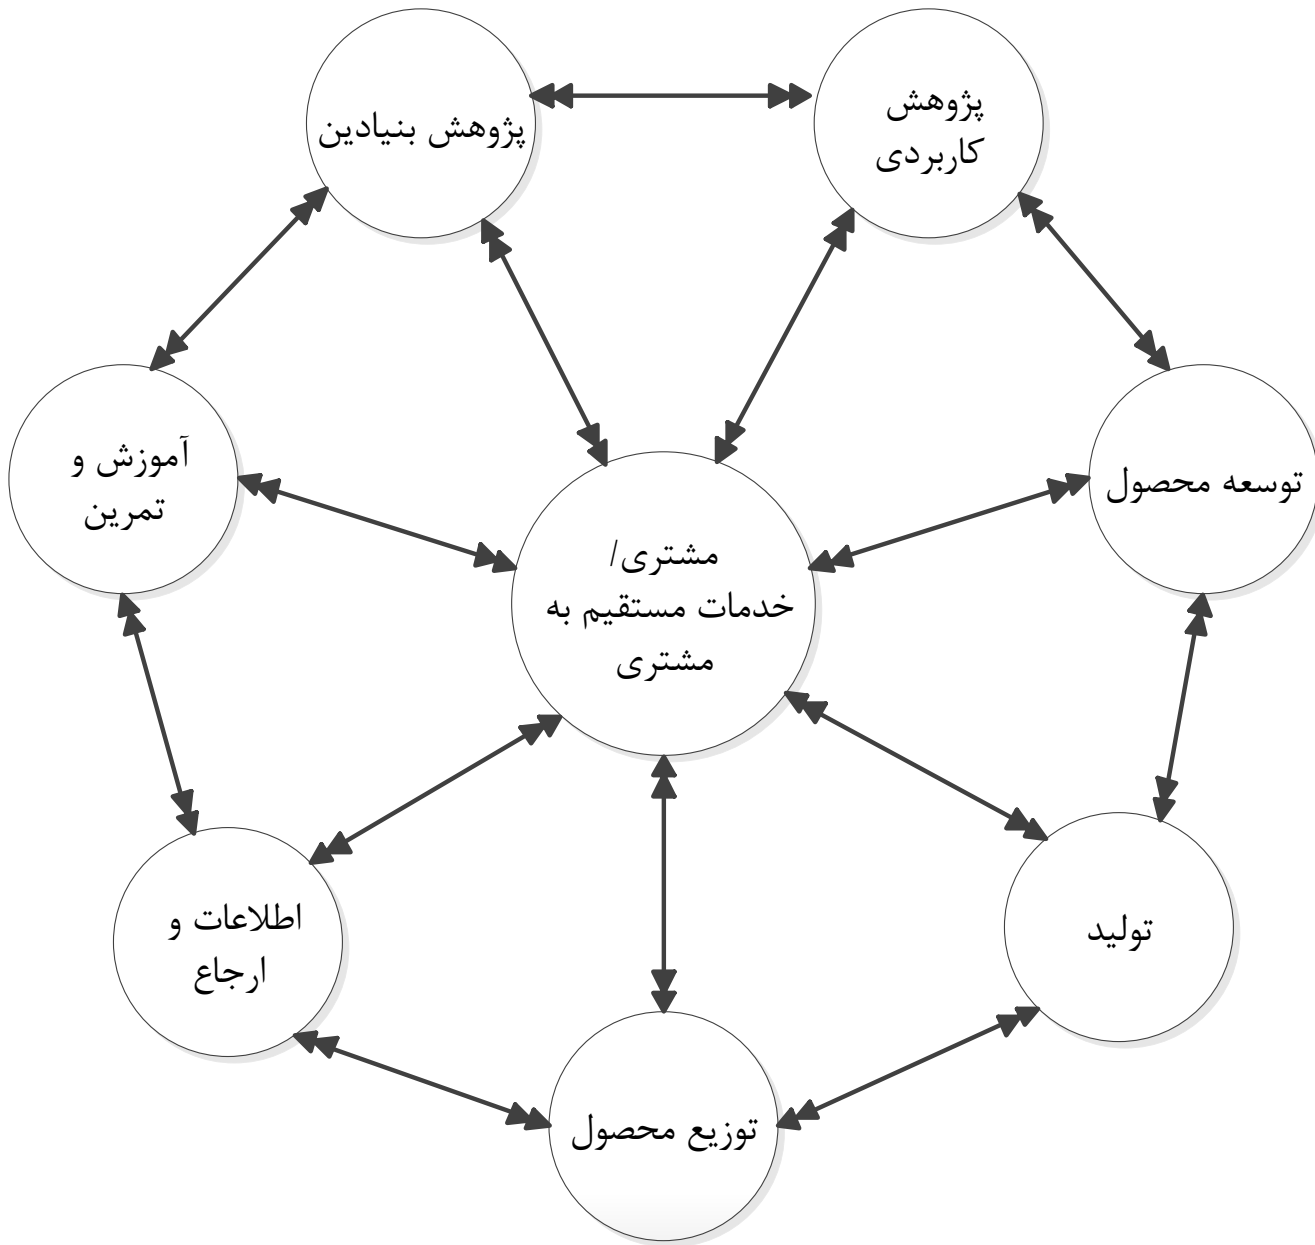 پژوهش بنیادین
پژوهش
کاربردی
آموزش و
تمرین
توسعه محصول
مشتری/
خدمات مستقیم به
مشتری
اطلاعات و
ارجاع
تولید
توزیع محصول